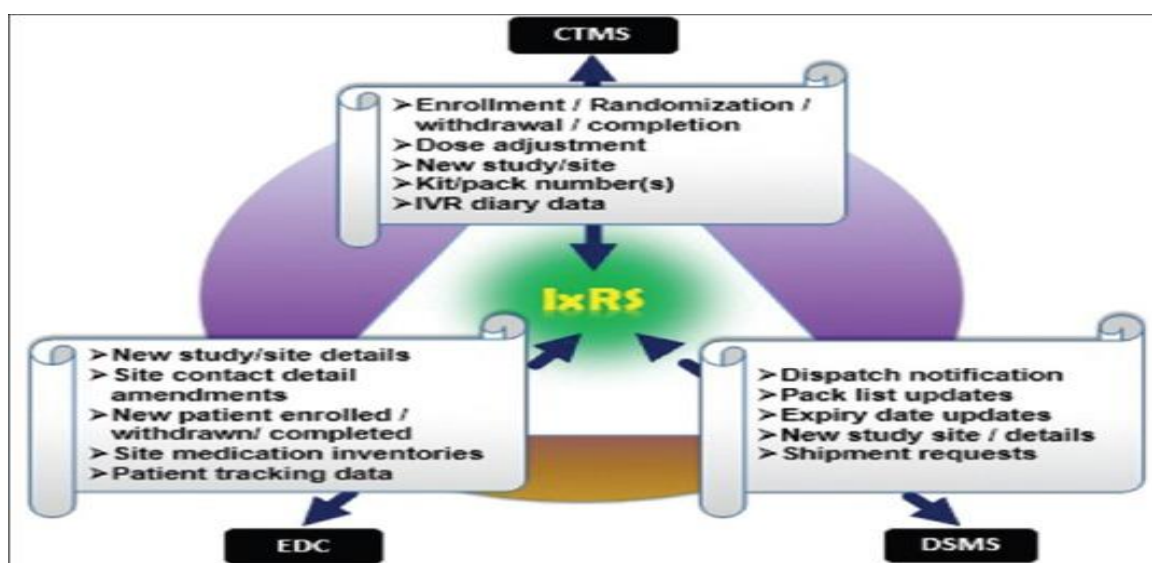 CTMS
➢Enrollment / Randomization /
withdrawal / completion
➢Dose adjustment
➢New study/site
➢Kit/pack number(s)
➢IVR diary data
IxRS
➢New study/site details
➢Site contact detail
amendments
➢New patient enrolled /
withdrawn/ completed
➢Site medication inventories
➢Patient tracking data
➢Dispatch notification
➢Pack list updates
➢Expiry date updates
➢New study site / details
➢Shipment requests
EDC
DSMS